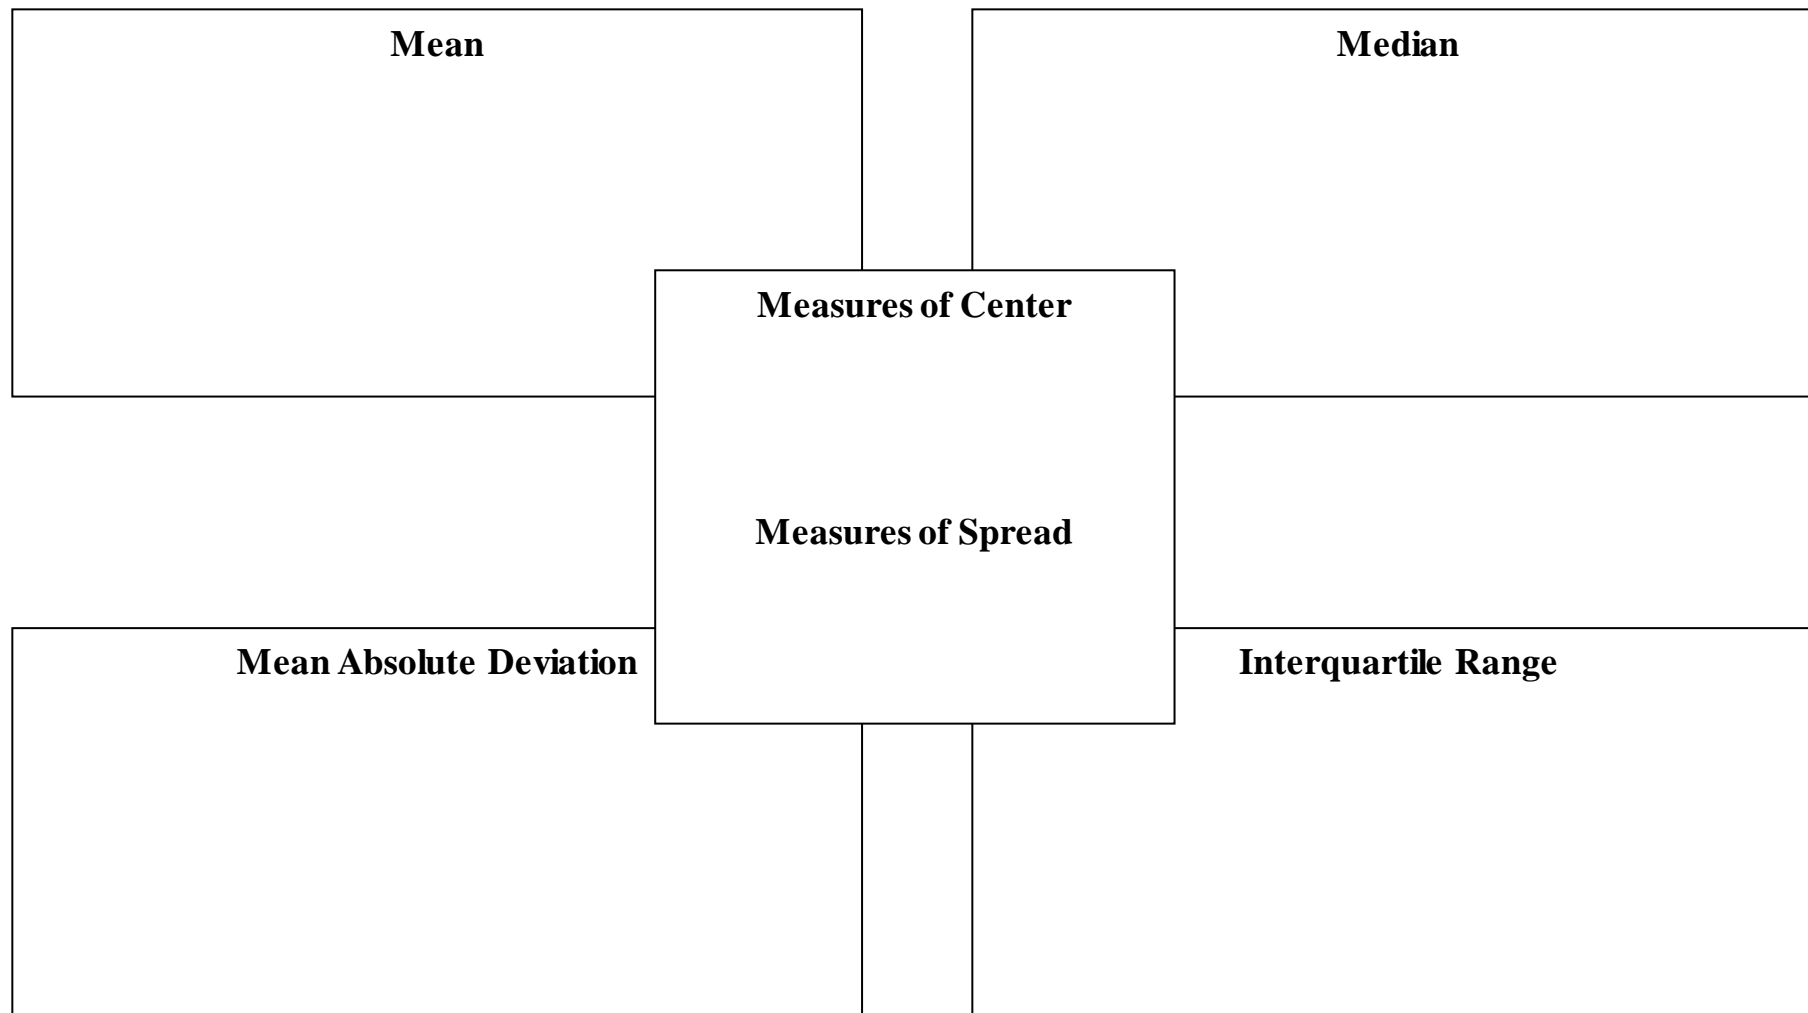 Mean
Median
Measures of Center
Measures of Spread
Mean Absolute Deviation
Interquartile Range